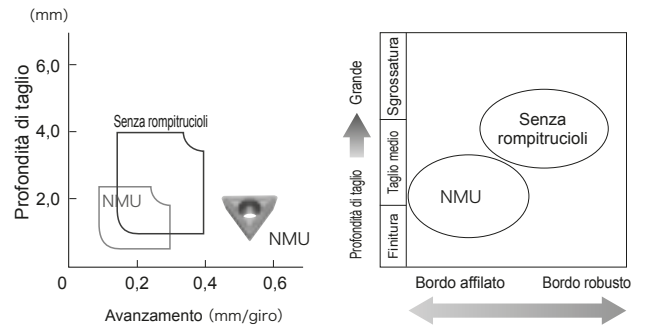 (mm)
Profondità di taglio
6,0
4,0
2,0
0
0,2
0,4
0,6
Avanzamento (mm/giro)
Senza rompitrucioli
NMU
NMU
Grande
Profondità di taglio
Sgrossatura
Taglio medio
Finitura
Senza
rompitrucioli
NMU
Bordo affilato
Bordo robusto